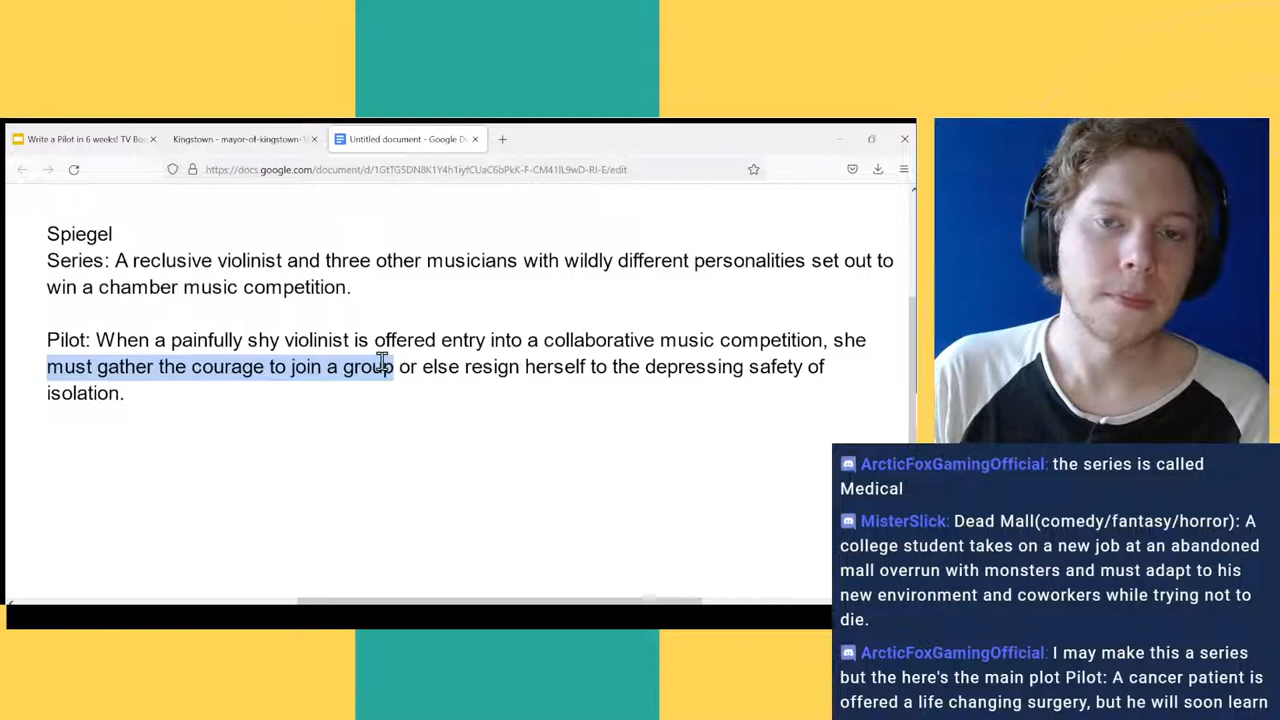 Write a Pilot in 6 weeks! TV Bo
Kingstown - mayor-of-kingstown-1
Untitled document - Google D
https://docs.google.com/document/d/1GtTG5DN8K1Y4h1iyfCUaC6bPkK-F-CM41lL9wD-RI-E/edit
Spiegel
Series: A reclusive violinist and three other musicians with wildly different personalities set out to
win a chamber music competition.
Pilot: When a painfully shy violinist is offered entry into a collaborative music competition, she
must gather the courage to join a group or else resign herself to the depressing safety of
isolation.
ArcticFoxGamingOfficial: the series is called
Medical
MisterSlick: Dead Mall(comedy/fantasy/horror): A
college student takes on a new job at an abandoned
mall overrun with monsters and must adapt to his
new environment and coworkers while trying not to
die.
ArcticFoxGamingOfficial: I may make this a series
but the here's the main plot Pilot: A cancer patient is
offered a life changing surgery, but he will soon learn